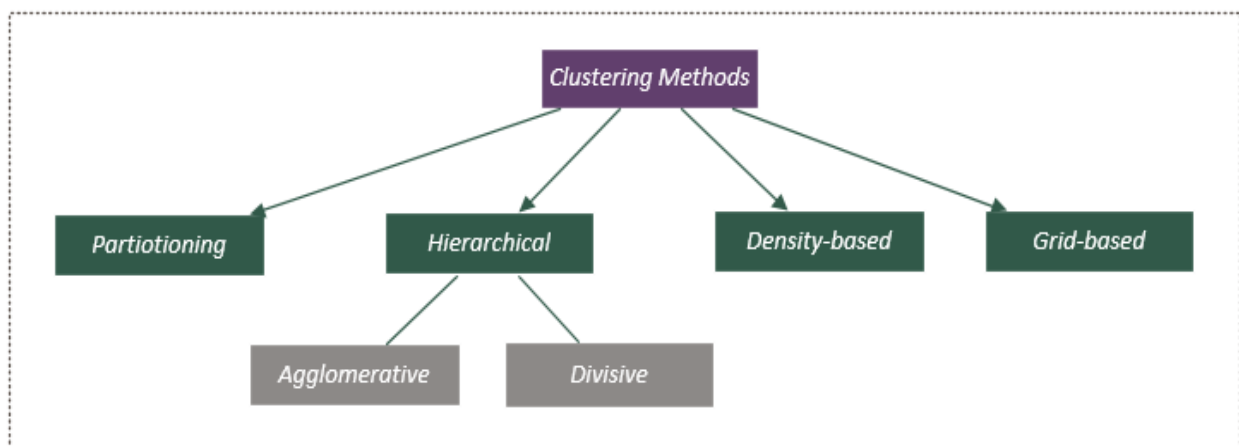 Clustering Methods
Partiotioning
Hierarchical
Density-based
Grid-based
Agglomerative
Divisive